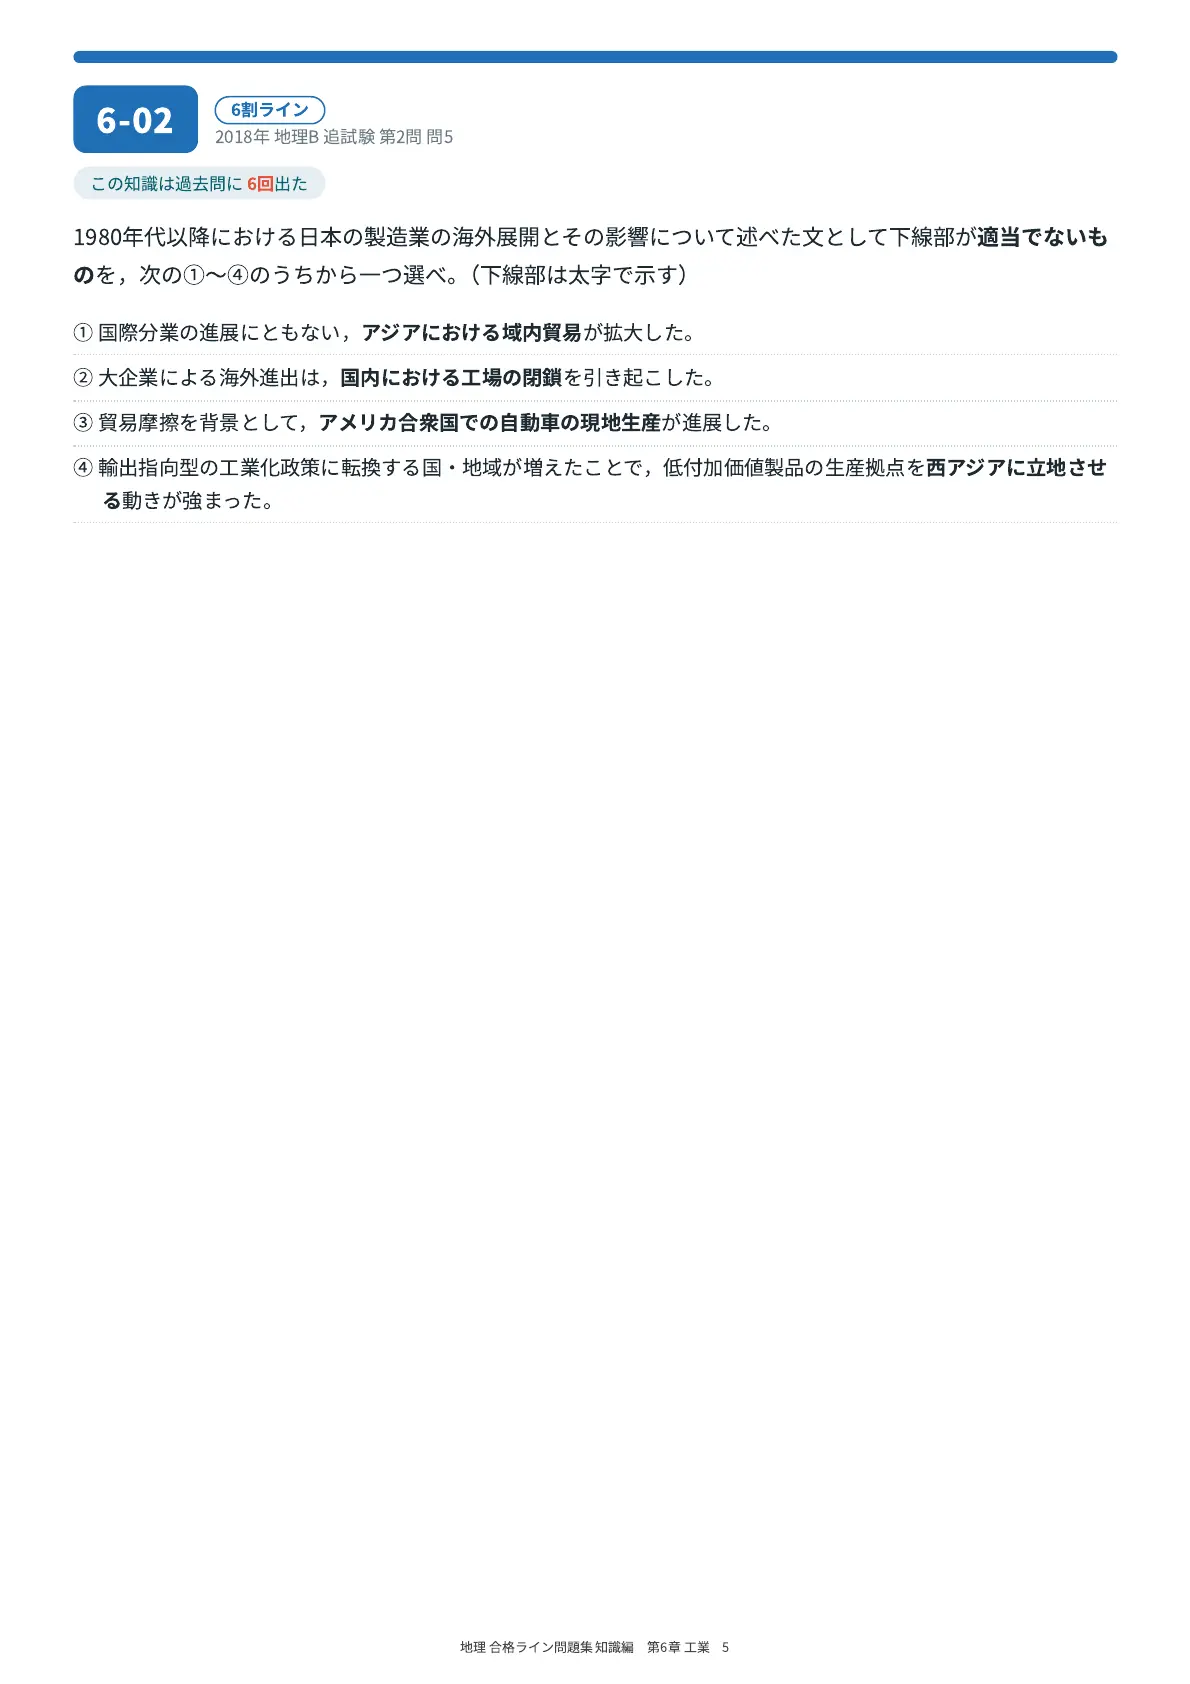 6-02
6割ライン
2018年 地理B 追試験 第2問 問5
この知識は過去問に 6回出た
1980年代以降における日本の製造業の海外展開とその影響について述べた文として下線部が適当でないも
のを，次の①～④のうちから一つ選べ。（下線部は太字で示す）
① 国際分業の進展にともない，アジアにおける域内貿易が拡大した。
② 大企業による海外進出は，国内における工場の閉鎖を引き起こした。
③ 貿易摩擦を背景として，アメリカ合衆国での自動車の現地生産が進展した。
④ 輸出指向型の工業化政策に転換する国・地域が増えたことで，低付加価値製品の生産拠点を西アジアに立地させ
る動きが強まった。
地理 合格ライン問題集 知識編　第6章 工業　5